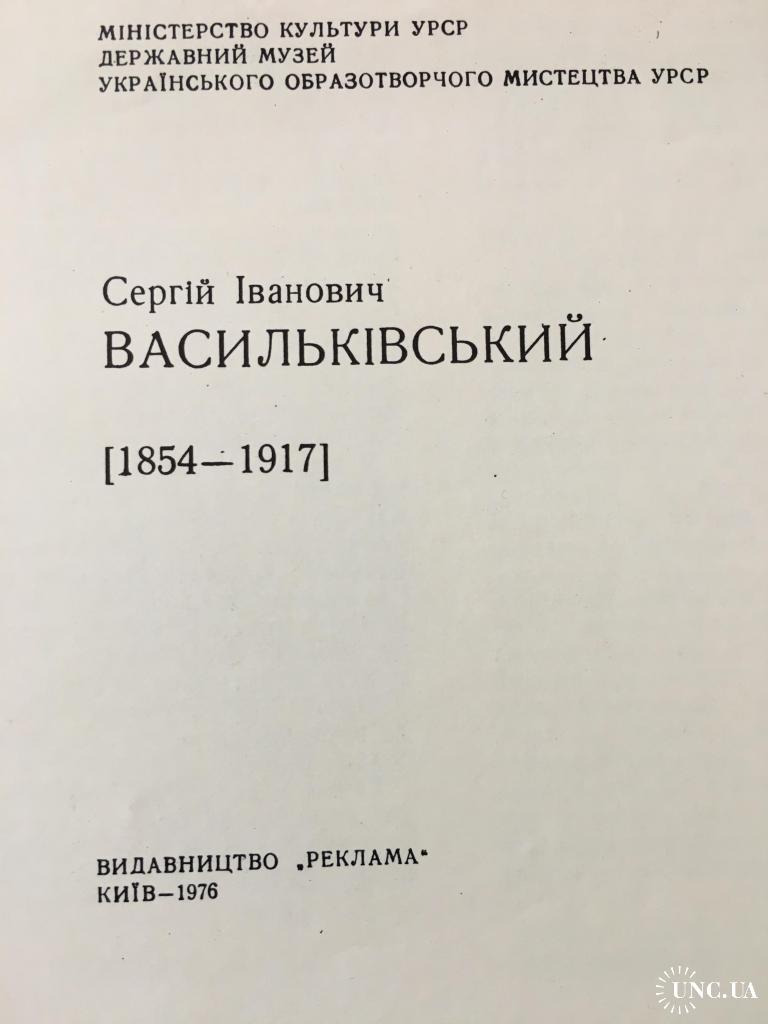 МІНІСТЕРСТВО КУЛЬТУРИ УРСР
ДЕРЖАВНИЙ МУЗЕЙ
УКРАЇНСЬКОГО ОБРАЗОТВОРЧОГО МИСТЕЦТВА УРСР
Сергій Іванович
ВАСИЛЬКІВСЬКИЙ
[1854—1917]
ВИДАВНИЦТВО „РЕКЛАМА“
КИЇВ—1976
UNC.UA